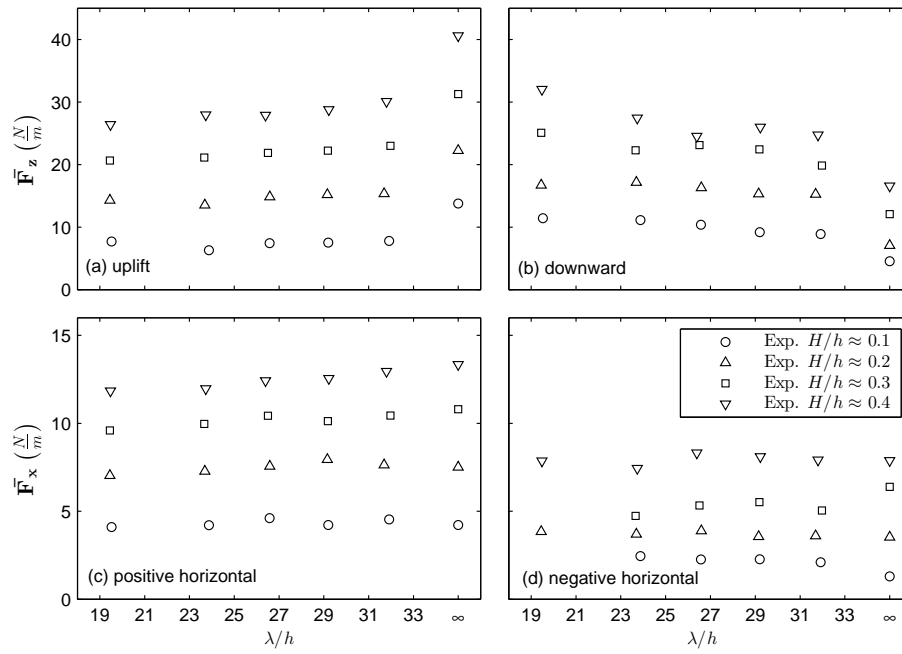 40
30
20
10
0
F̄z (N/m)
(a) uplift
(b) downward
15
10
5
0
F̄x (N/m)
(c) positive horizontal
Exp. H/h ≈ 0.1
Exp. H/h ≈ 0.2
Exp. H/h ≈ 0.3
Exp. H/h ≈ 0.4
(d) negative horizontal
19 21 23 25 27 29 31 33 ∞
19 21 23 25 27 29 31 33 ∞
λ/h
λ/h